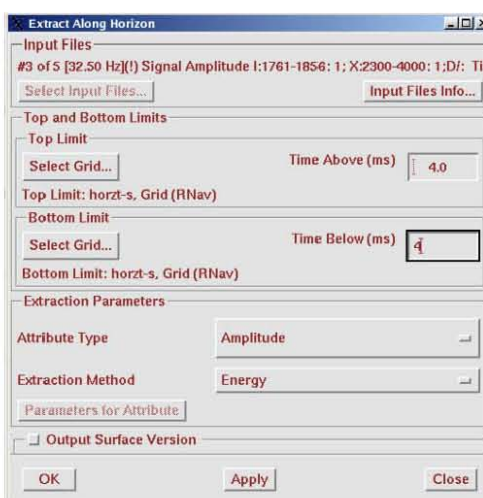 Extract Along Horizon
Input Files
#3 of 5 [32.50 Hz](!) Signal Amplitude I:1761-1856: 1; X:2300-4000: 1;D/: Ti
Select Input Files...
Input Files Info...
Top and Bottom Limits
Top Limit
Select Grid...
Time Above (ms)
4.0
Top Limit: horzt-s, Grid (RNav)
Bottom Limit
Select Grid...
Time Below (ms)
4
Bottom Limit: horzt-s, Grid (RNav)
Extraction Parameters
Attribute Type
Amplitude
Extraction Method
Energy
Parameters for Attribute
Output Surface Version
OK
Apply
Close